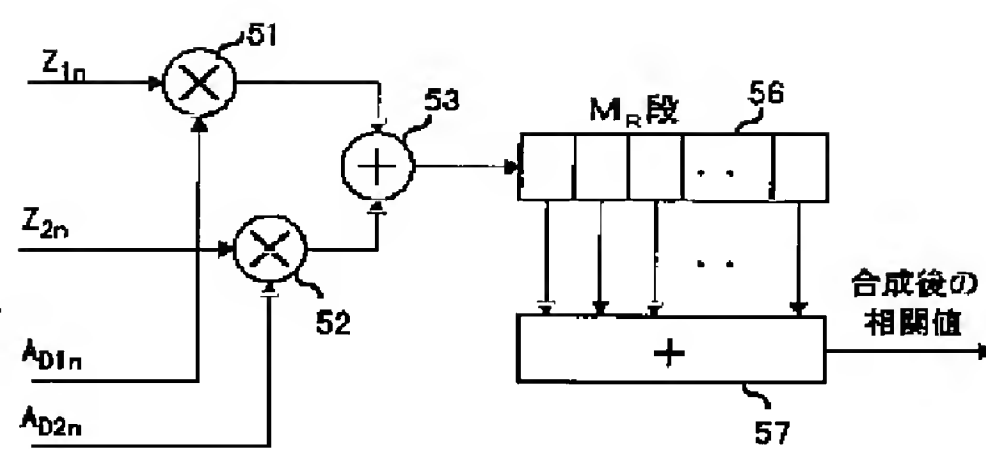 51
Z1n
53
MR段
56
+
Z2n
. .
. .
52
合成後の
相関値
AD1n
+
AD2n
57